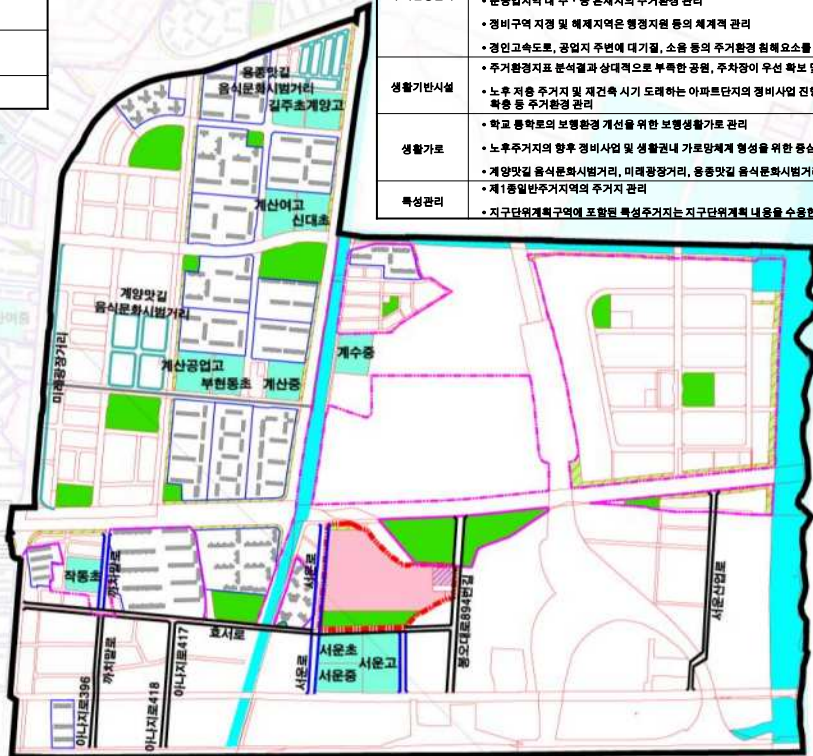 • 정비구역 지정 및 해제지역은 행정지원 등의 체계적 관리
• 경인고속도로, 공업지 주변에 대기질, 소음 등의 주거환경 침해요소를
생활기반시설
• 주거환경지표 분석결과 상대적으로 부족한 공원, 주차장이 우선 확보
• 노후 저층 주거지 및 재건축 시기 도래하는 아파트단지의 정비사업 진행
확충 등 주거환경 관리
생활가로
• 학교 통학로의 보행환경 개선을 위한 보행생활가로 관리
• 노후주거지의 향후 정비사업 및 생활권내 가로망체계 형성을 위한 중심
• 계양맛길 음식문화시범거리, 미래광장거리, 용종맛길 음식문화시범거리
특성관리
• 제1종일반주거지역의 주거지 관리
• 지구단위계획구역에 포함된 특성주거지는 지구단위계획 내용을 수용한
용종맛길
음식문화시범거리
길주초계양고
계산여고
신대초
계양맛길
음식문화시범거리
미래광장거리
계산공업고
부현동초
계산중
계수중
작동초
까치말로
서운로
봉오대로894번길
서운산업로
효서로
까치말로
아나지로417
아나지로396
아나지로418
서운로
서운초
서운고
서운중